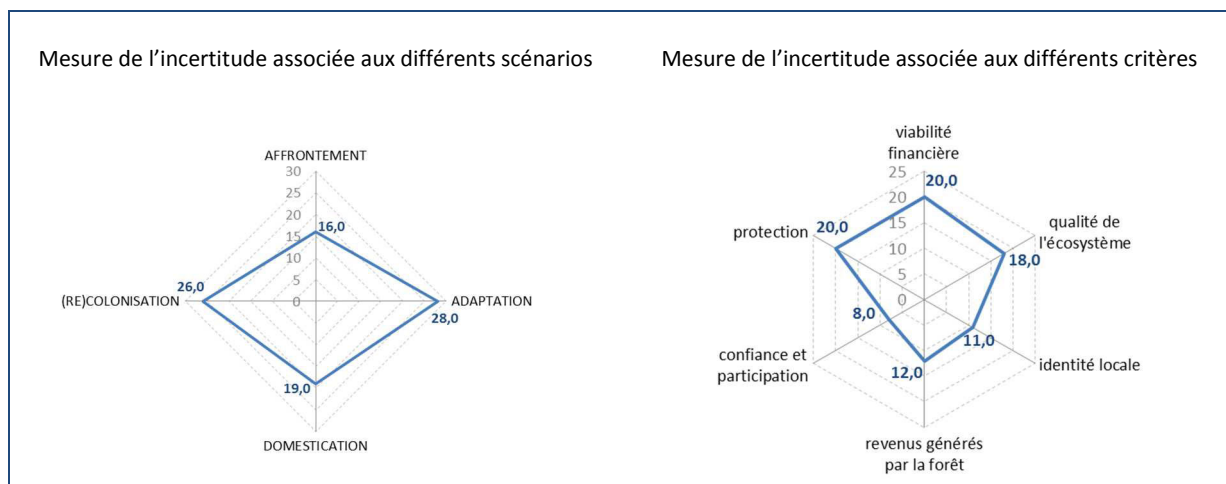 Mesure de l’incertitude associée aux différents scénarios
AFFRONTEMENT
30
25
20
15
10
5
0
16,0
26,0
(RE)COLONISATION
ADAPTATION
28,0
19,0
DOMESTICATION
Mesure de l’incertitude associée aux différents critères
viabilité
financière
25
20
15
10
5
0
20,0
20,0
protection
qualité de
l'écosystème
18,0
8,0
11,0
confiance et
participation
identité locale
12,0
revenus générés
par la forêt